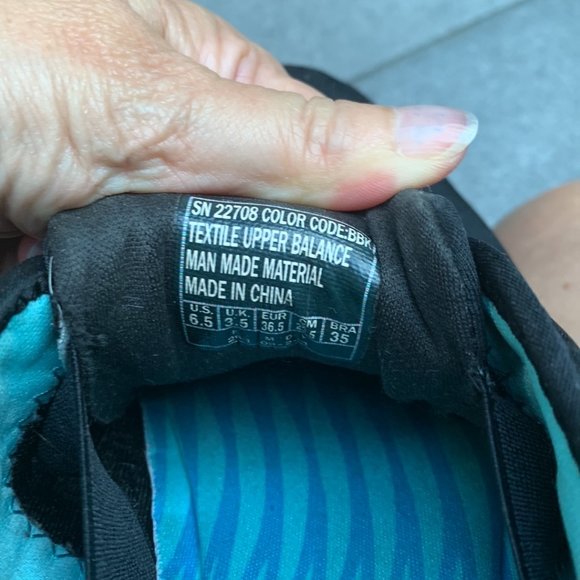 SN 22708 COLOR CODE:BBK
TEXTILE UPPER BALANCE
MAN MADE MATERIAL
MADE IN CHINA
U.S. U.K. EUR CM BRA
6.5 3.5 36.5 35